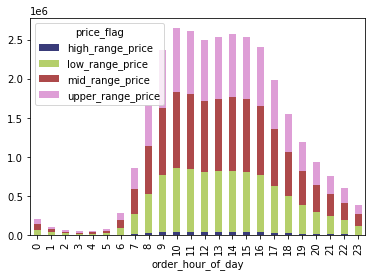 1e6
price_flag
high_range_price
low_range_price
mid_range_price
upper_range_price
2.5
2.0
1.5
1.0
0.5
0.0
0 1 2 3 4 5 6 7 8 9 10 11 12 13 14 15 16 17 18 19 20 21 22 23
order_hour_of_day